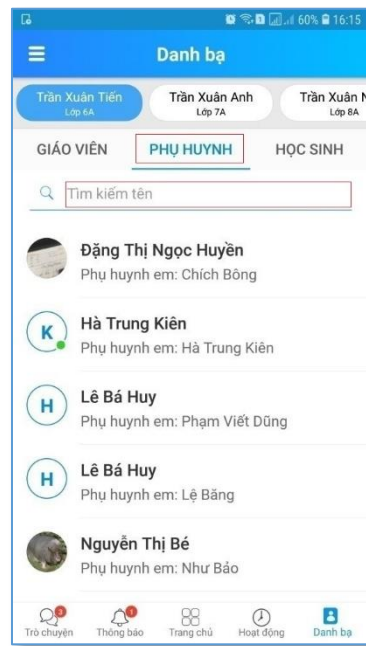 60% 16:15
Danh bạ
Trần Xuân Tiến
Lớp 6A
Trần Xuân Anh
Lớp 7A
Trần Xuân N
Lớp 8A
GIÁO VIÊN
PHỤ HUYNH
HỌC SINH
Tìm kiếm tên
Đặng Thị Ngọc Huyền
Phụ huynh em: Chích Bông
K
Hà Trung Kiên
Phụ huynh em: Hà Trung Kiên
H
Lê Bá Huy
Phụ huynh em: Phạm Viết Dũng
H
Lê Bá Huy
Phụ huynh em: Lệ Băng
Nguyễn Thị Bé
Phụ huynh em: Như Bảo
3
1
Trò chuyện
Thông báo
Trang chủ
Hoạt động
Danh bạ